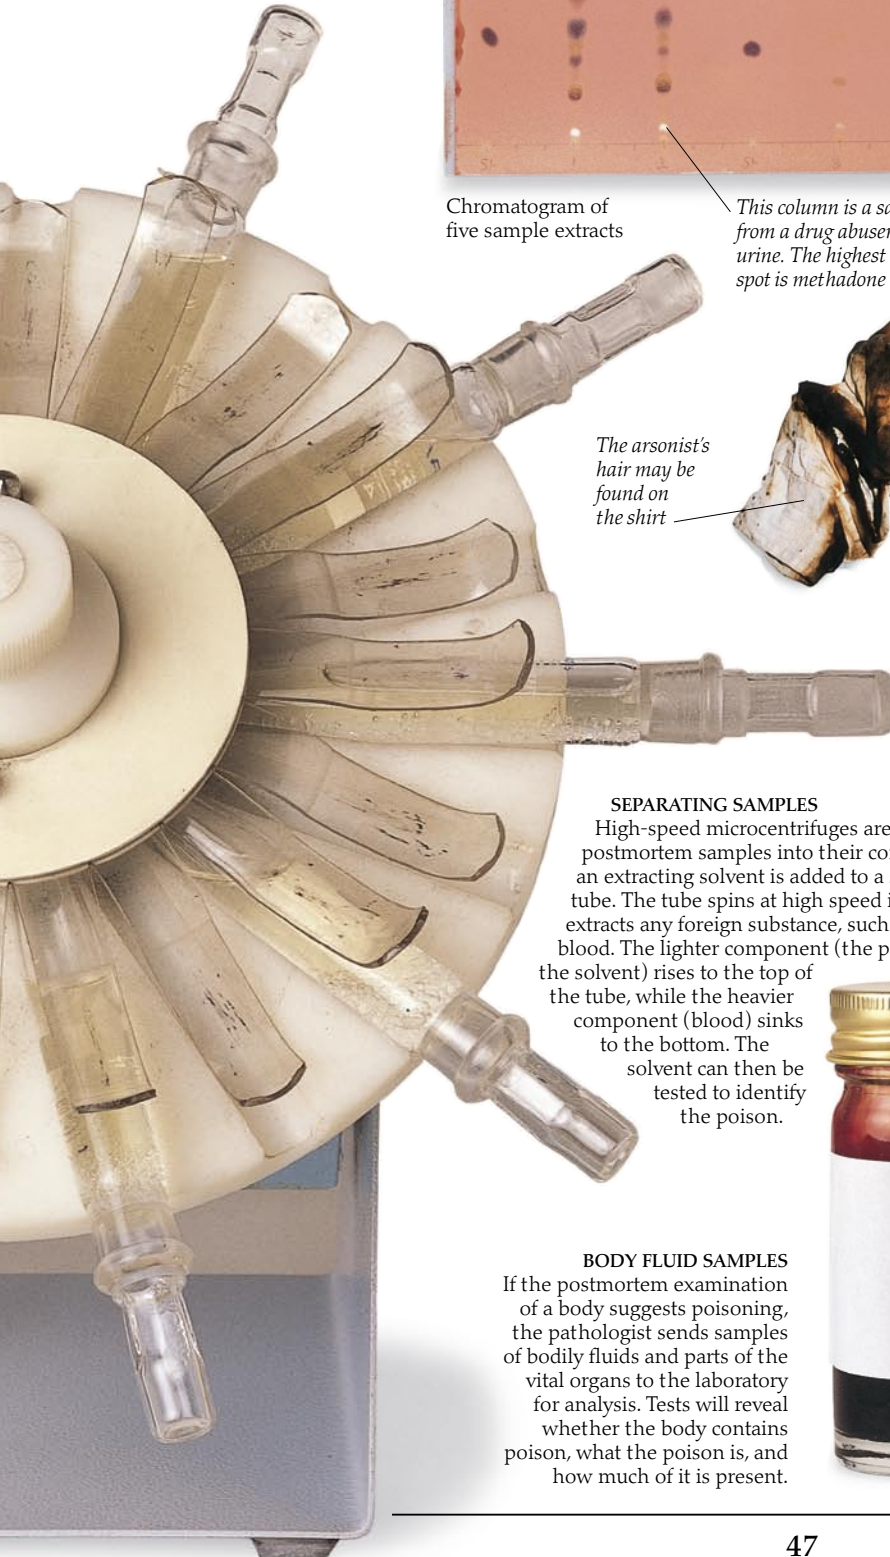 Chromatogram of
five sample extracts
This column is a
from a drug
urine. The highest
spot is methadone
The arsonist's
hair may be
found on
the shirt
SEPARATING SAMPLES
High-speed microcentrifuges are
postmortem samples into their
an extracting solvent is added to a
tube. The tube spins at high speed
extracts any foreign substance, such
blood. The lighter component (the
the solvent) rises to the top of
the tube, while the heavier
component (blood) sinks
to the bottom. The
solvent can then be
tested to identify
the poison.
BODY FLUID SAMPLES
If the postmortem examination
of a body suggests poisoning,
the pathologist sends samples
of bodily fluids and parts of the
vital organs to the laboratory
for analysis. Tests will reveal
whether the body contains
poison, what the poison is, and
how much of it is present.
47